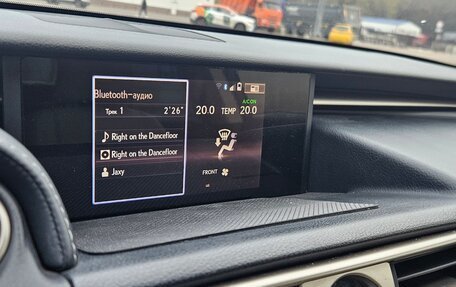 Bluetooth-аудио
Трек 1 2'26"
Right on the Dancefloor
Right on the Dancefloor
Jaxy
A/C ON
20.0 TEMP 20.0
FRONT